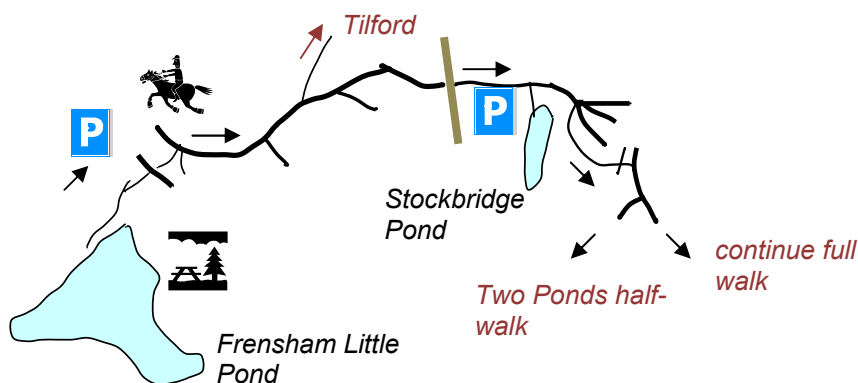 Tilford
P
P
Stockbridge
Pond
continue full
walk
Two Ponds half-
walk
Frensham Little
Pond